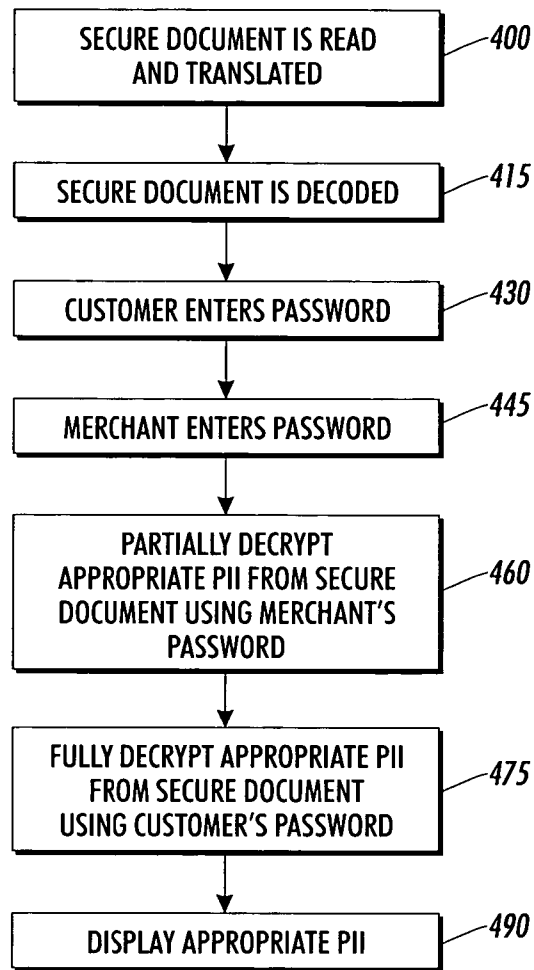 SECURE DOCUMENT IS READ
AND TRANSLATED
400
SECURE DOCUMENT IS DECODED
415
CUSTOMER ENTERS PASSWORD
430
MERCHANT ENTERS PASSWORD
445
PARTIALLY DECRYPT
APPROPRIATE PII FROM SECURE
DOCUMENT USING MERCHANT'S
PASSWORD
460
FULLY DECRYPT APPROPRIATE PII
FROM SECURE DOCUMENT
USING CUSTOMER'S PASSWORD
475
DISPLAY APPROPRIATE PII
490